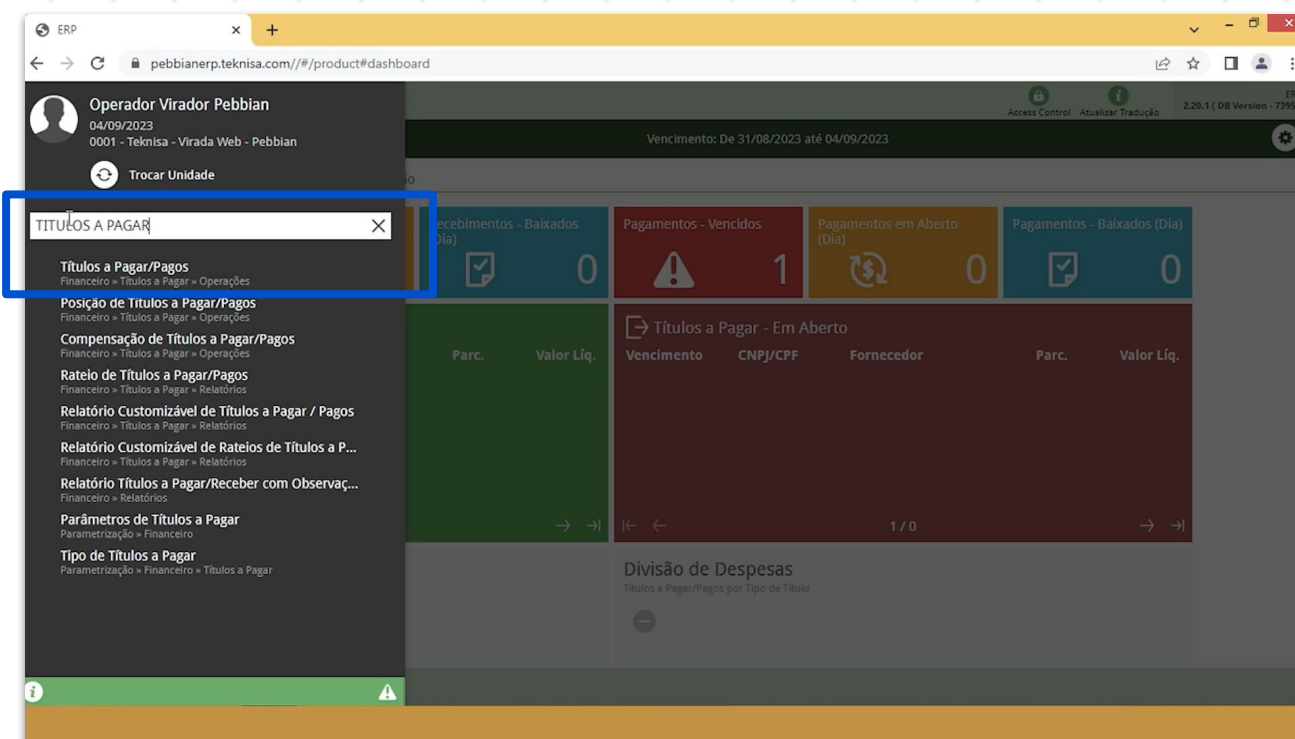 ERP
pebbianerp.teknisa.com//#/product#dashboard
Operador Virador Pebbian
04/09/2023
0001 - Teknisa - Virada Web - Pebbian
Trocar Unidade
Access Control
Atualizar Tradução
2.20.1 ( DB Version - 7395
Vencimento: De 31/08/2023 até 04/09/2023
TITULOS A PAGAR
Títulos a Pagar/Pagos
Financeiro » Títulos a Pagar » Operações
Posição de Títulos a Pagar/Pagos
Financeiro » Títulos a Pagar » Operações
Compensação de Títulos a Pagar/Pagos
Financeiro » Títulos a Pagar » Operações
Rateio de Títulos a Pagar/Pagos
Financeiro » Títulos a Pagar » Relatórios
Relatório Customizável de Títulos a Pagar / Pagos
Financeiro » Títulos a Pagar » Relatórios
Relatório Customizável de Rateios de Títulos a P...
Financeiro » Títulos a Pagar » Relatórios
Relatório Títulos a Pagar/Receber com Observaç...
Financeiro » Relatórios
Parâmetros de Títulos a Pagar
Parametrização » Financeiro
Tipo de Títulos a Pagar
Parametrização » Financeiro » Títulos a Pagar
ecebimentos - Baixados
Dia)
0
Pagamentos - Vencidos
1
Pagamentos em Aberto
(Dia)
0
Pagamentos - Baixados (Dia)
0
Parc. Valor Líq.
Títulos a Pagar - Em Aberto
Vencimento CNPJ/CPF Fornecedor Parc. Valor Líq.
1 / 0
Divisão de Despesas
Títulos a Pagar/Pagos por Tipo de Título